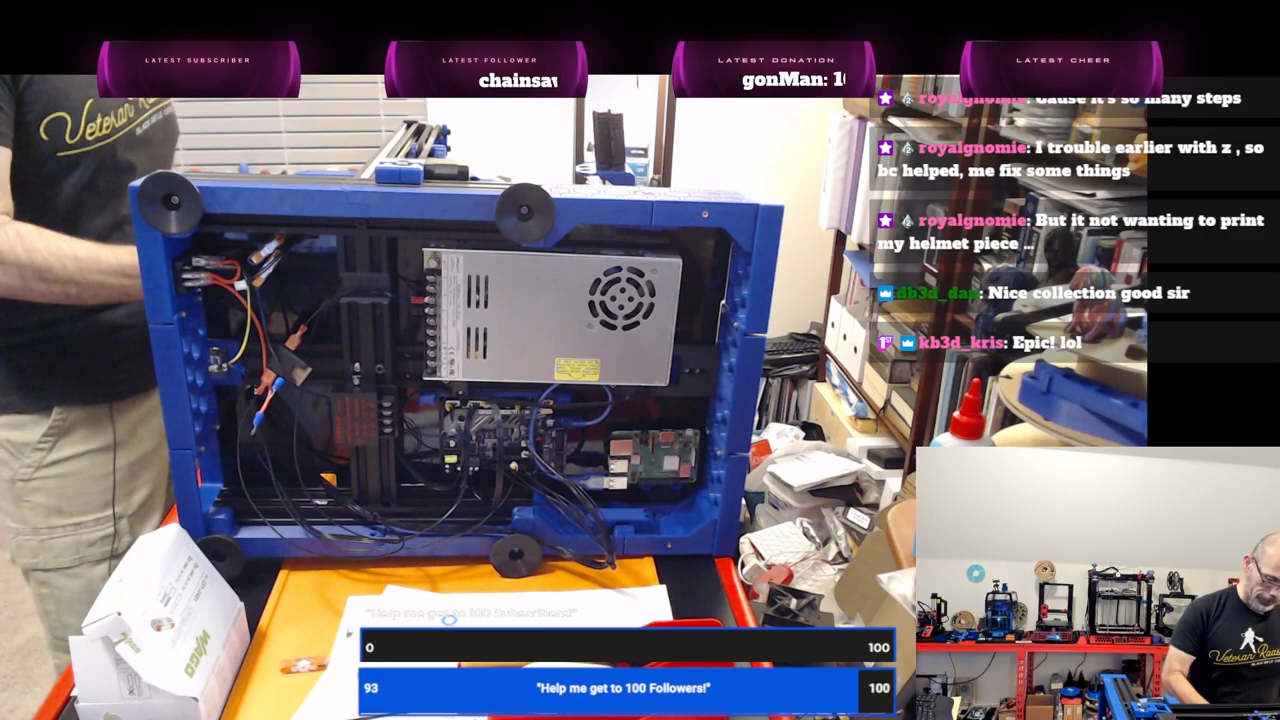 LATEST SUBSCRIBER
LATEST FOLLOWER
chainsaw
LATEST DONATION
gonMan: 1
LATEST CHEER
royalgnomie: Cause it's so many steps
royalgnomie: I trouble earlier with z , so
bc helped, me fix some things
royalgnomie: But it not wanting to print
my helmet piece ...
db3d_dan: Nice collection good sir
1ST kb3d_kris: Epic! lol
Veteran
Veteran Roas
WAGO
"Help me get to 100 Subscribers!"
0
100
93
"Help me get to 100 Followers!"
100